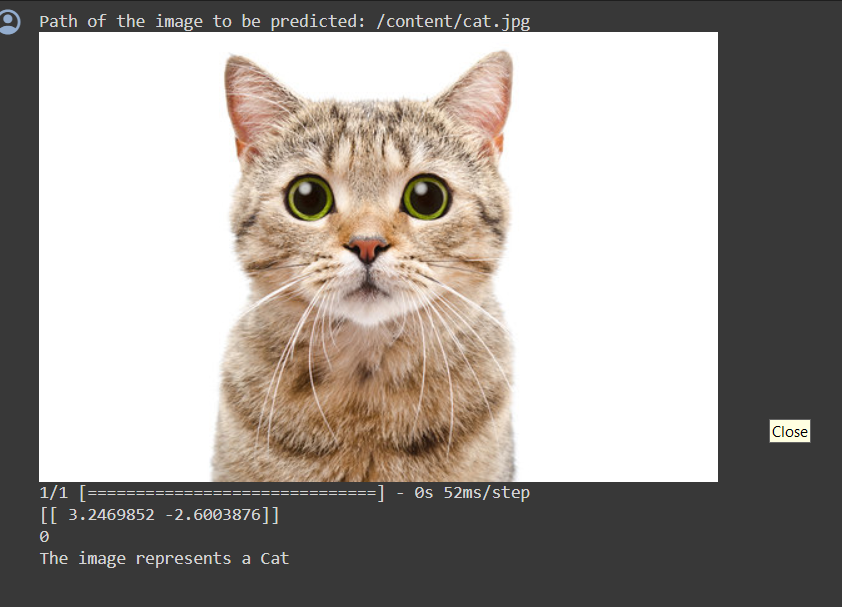 Path of the image to be predicted: /content/cat.jpg
Close
1/1 [==============================] - 0s 52ms/step
[[ 3.2469852 -2.6003876]]
0
The image represents a Cat